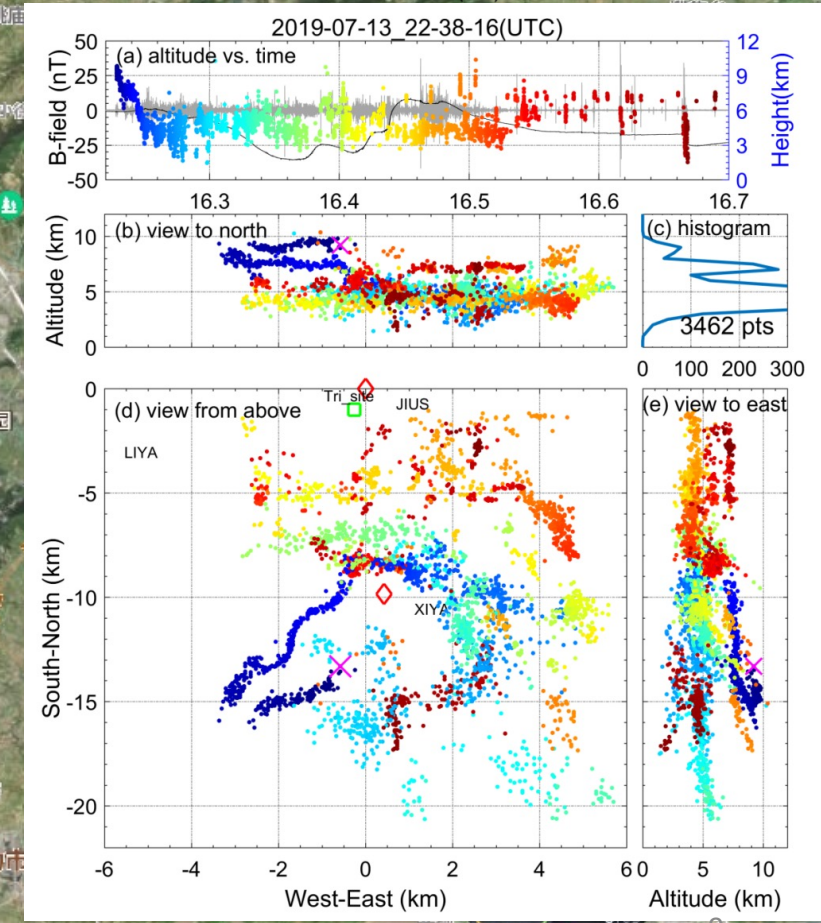 2019-07-13_22-38-16(UTC)
(a) altitude vs. time
B-field (nT)
50
25
0
-25
-50
12
9
6
3
0
Height(km)
16.3
16.4
16.5
16.6
16.7
(b) view to north
Altitude (km)
10
5
0
(c) histogram
3462 pts
0
100
200
300
(d) view from above
Tri_site
JIUS
LIYA
XIYA
South-North (km)
0
-5
-10
-15
-20
-6
-4
-2
0
2
4
6
West-East (km)
(e) view to east
0
5
10
Altitude (km)
园
市